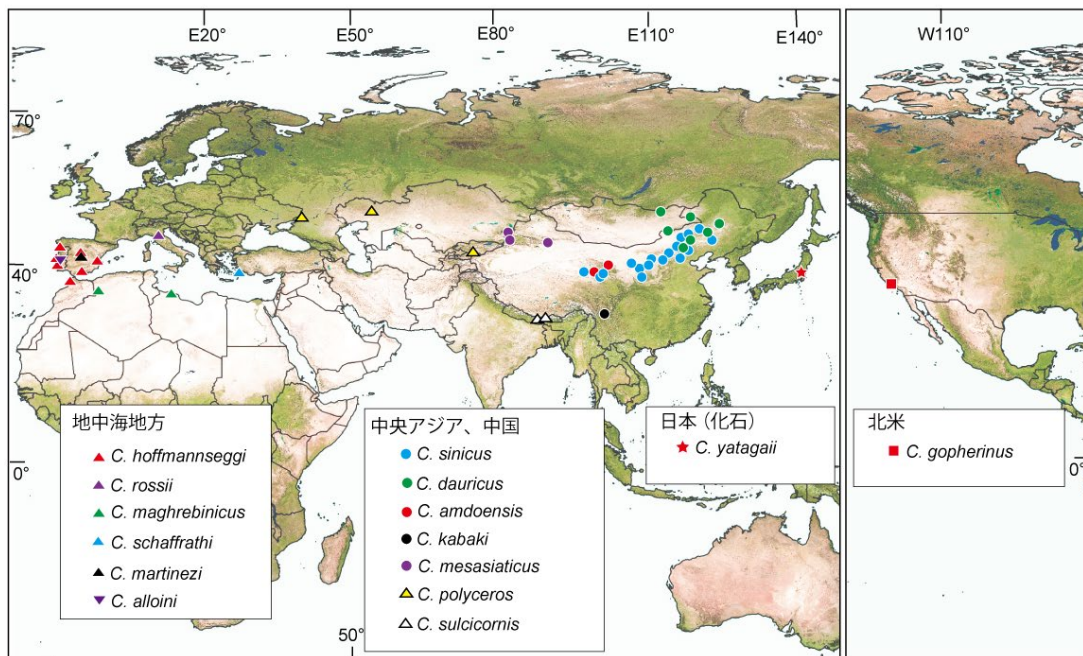 E20°
E50°
E80°
E110°
E140°
W110°
70°
40°
0°
50°
0°
地中海地方
C. hoffmannseggi
C. rossii
C. maghrebinicus
C. schaffrathi
C. martinezi
C. alloini
中央アジア、中国
C. sinicus
C. dauricus
C. amdoensis
C. kabaki
C. mesasiaticus
C. polyceros
C. sulcicornis
日本（化石）
C. yatagaii
北米
C. gopherinus